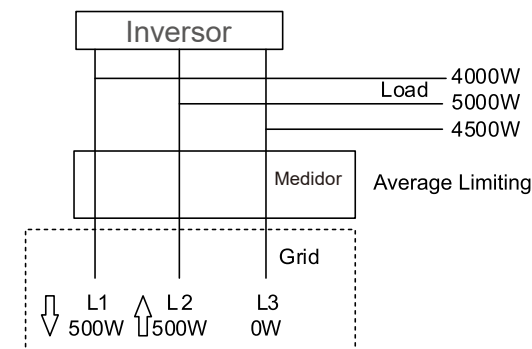 Inversor
4000W
Load
5000W
4500W
Medidor
Average Limiting
Grid
L1 L2 L3
500W 500W 0W